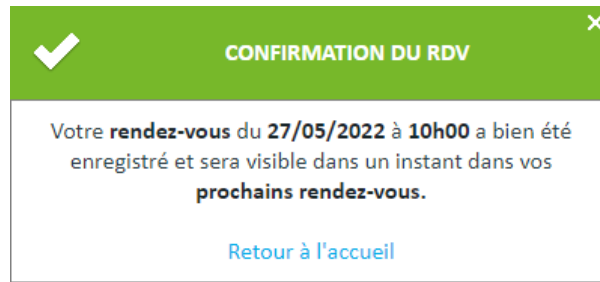 CONFIRMATION DU RDV
Votre rendez-vous du 27/05/2022 à 10h00 a bien été
enregistré et sera visible dans un instant dans vos
prochains rendez-vous.
Retour à l'accueil